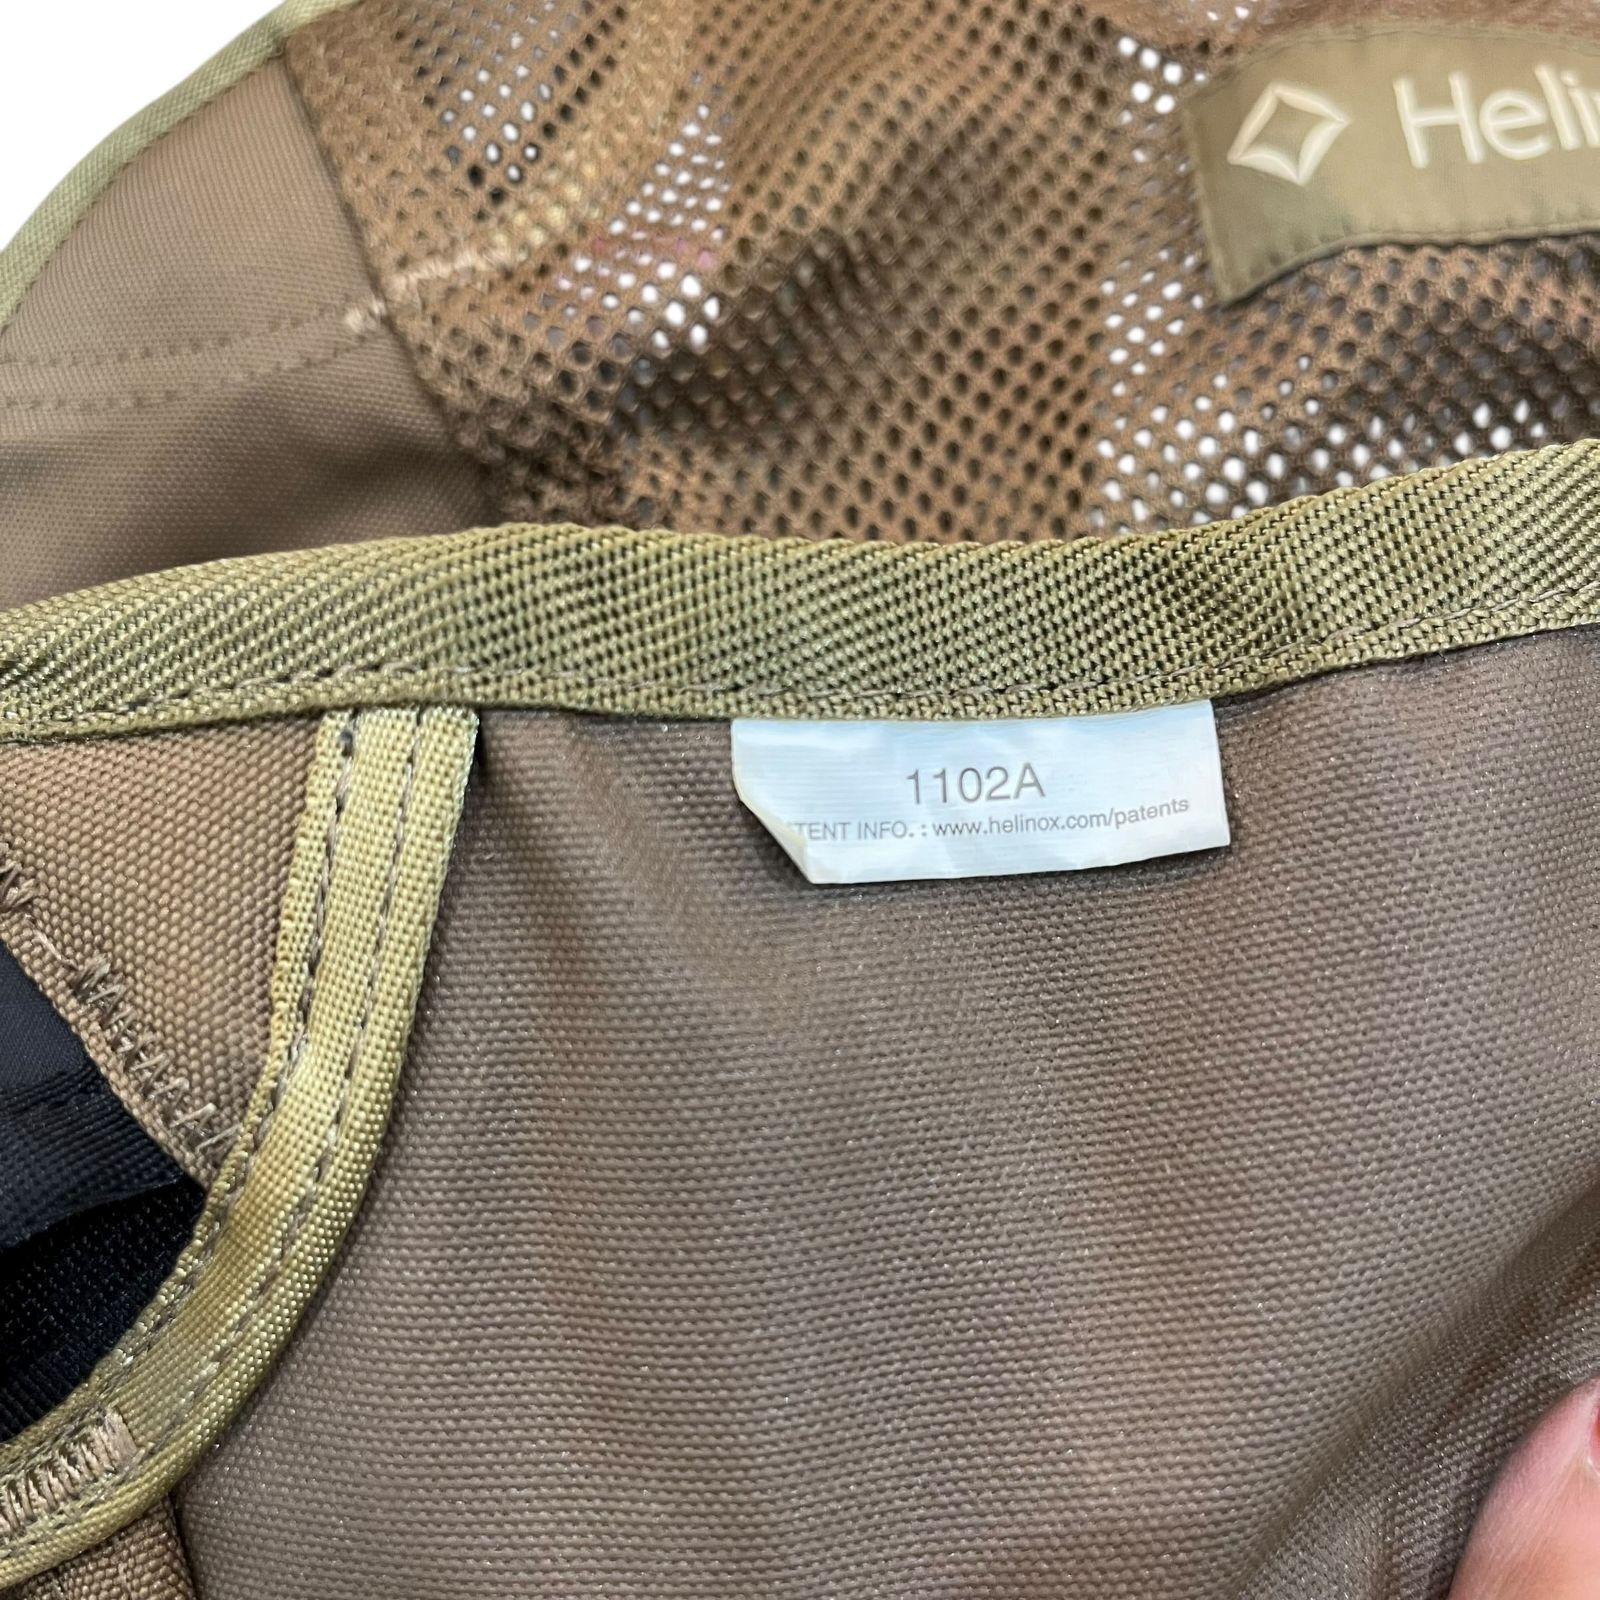 Heli
1102A
TENT INFO. : www.helinox.com/patents